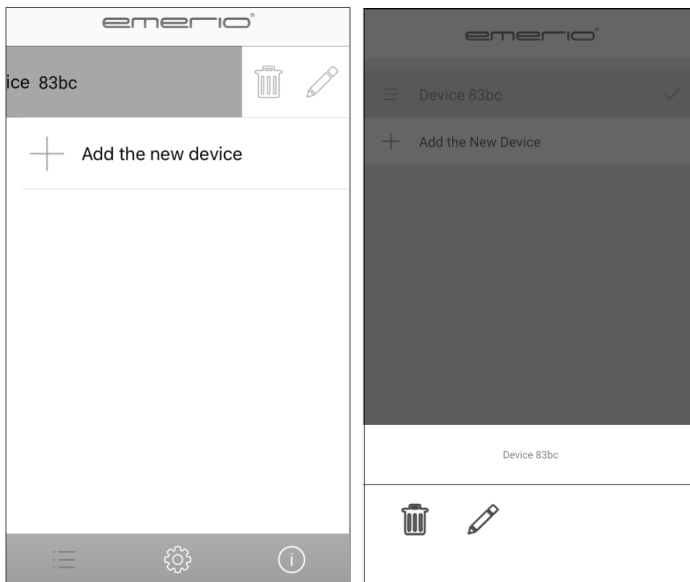 emerio®
ice 83bc
Add the new device
i
emerio®
Device 83bc
Add the New Device
Device 83bc